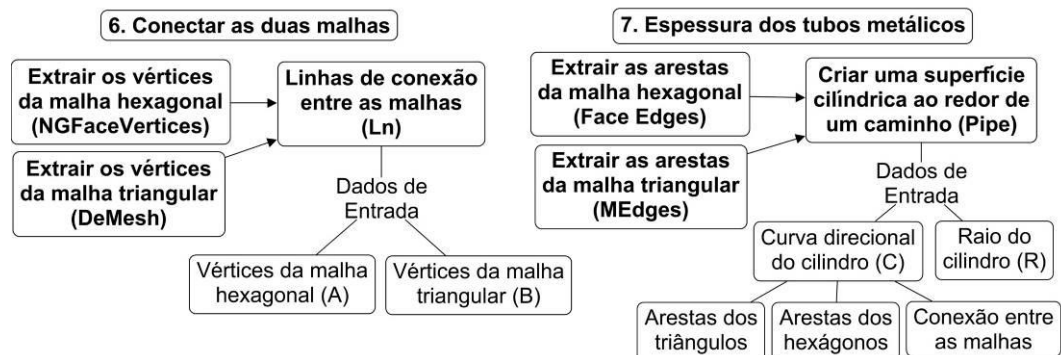 6. Conectar as duas malhas
Extrair os vértices
da malha hexagonal
(NGFaceVertices)
Linhas de conexão
entre as malhas
(Ln)
Extrair os vértices
da malha triangular
(DeMesh)
Dados de
Entrada
Vértices da malha
hexagonal (A)
Vértices da malha
triangular (B)
7. Espessura dos tubos metálicos
Extrair as arestas
da malha hexagonal
(Face Edges)
Criar uma superfície
cilíndrica ao redor de
um caminho (Pipe)
Extrair as arestas
da malha triangular
(MEdges)
Dados de
Entrada
Curva direcional
do cilindro (C)
Raio do
cilindro (R)
Arestas dos
triângulos
Arestas dos
hexágonos
Conexão entre
as malhas